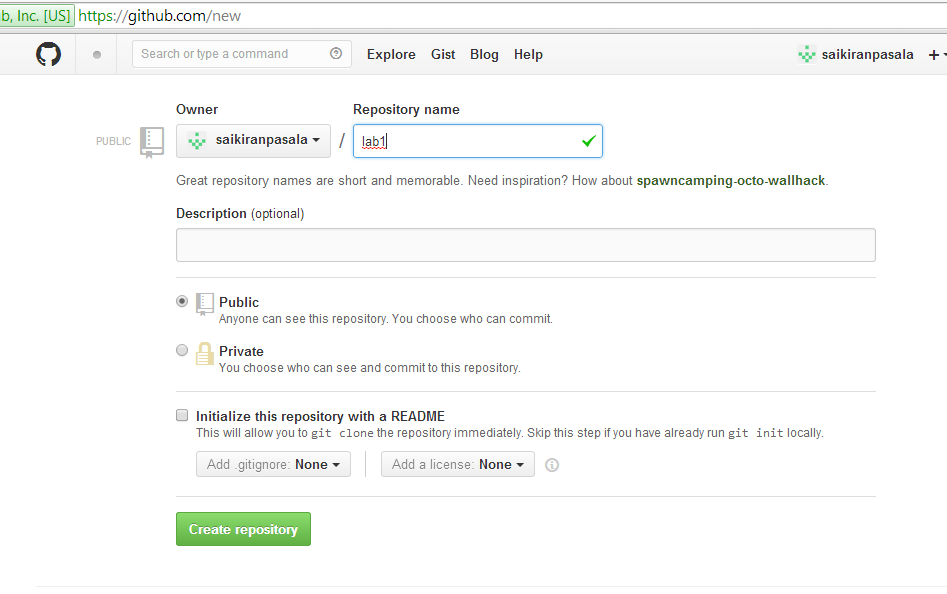 b, Inc. [US] https://github.com/new
Search or type a command Explore Gist Blog Help saikiranpasala +
Owner Repository name
PUBLIC saikiranpasala / lab1
Great repository names are short and memorable. Need inspiration? How about spawncamping-octo-wallhack.
Description (optional)
Public
Anyone can see this repository. You choose who can commit.
Private
You choose who can see and commit to this repository.
Initialize this repository with a README
This will allow you to git clone the repository immediately. Skip this step if you have already run git init locally.
Add .gitignore: None Add a license: None
Create repository